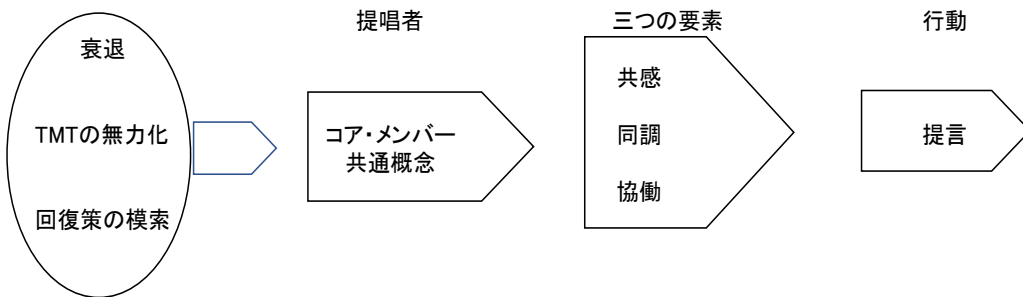 衰退
TMTの無力化
回復策の模索
提唱者
コア・メンバー
共通概念
三つの要素
共感
同調
協働
行動
提言